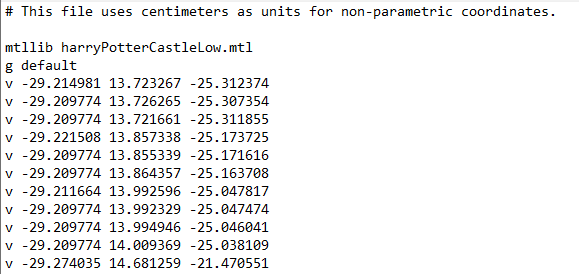 # This file uses centimeters as units for non-parametric coordinates.
mtllib harryPotterCastleLow.mtl
g default
v -29.214981 13.723267 -25.312374
v -29.209774 13.726265 -25.307354
v -29.209774 13.721661 -25.311855
v -29.221508 13.857338 -25.173725
v -29.209774 13.855339 -25.171616
v -29.209774 13.864357 -25.163708
v -29.211664 13.992596 -25.047817
v -29.209774 13.992329 -25.047474
v -29.209774 13.994946 -25.046041
v -29.209774 14.009369 -25.038109
v -29.274035 14.681259 -21.470551